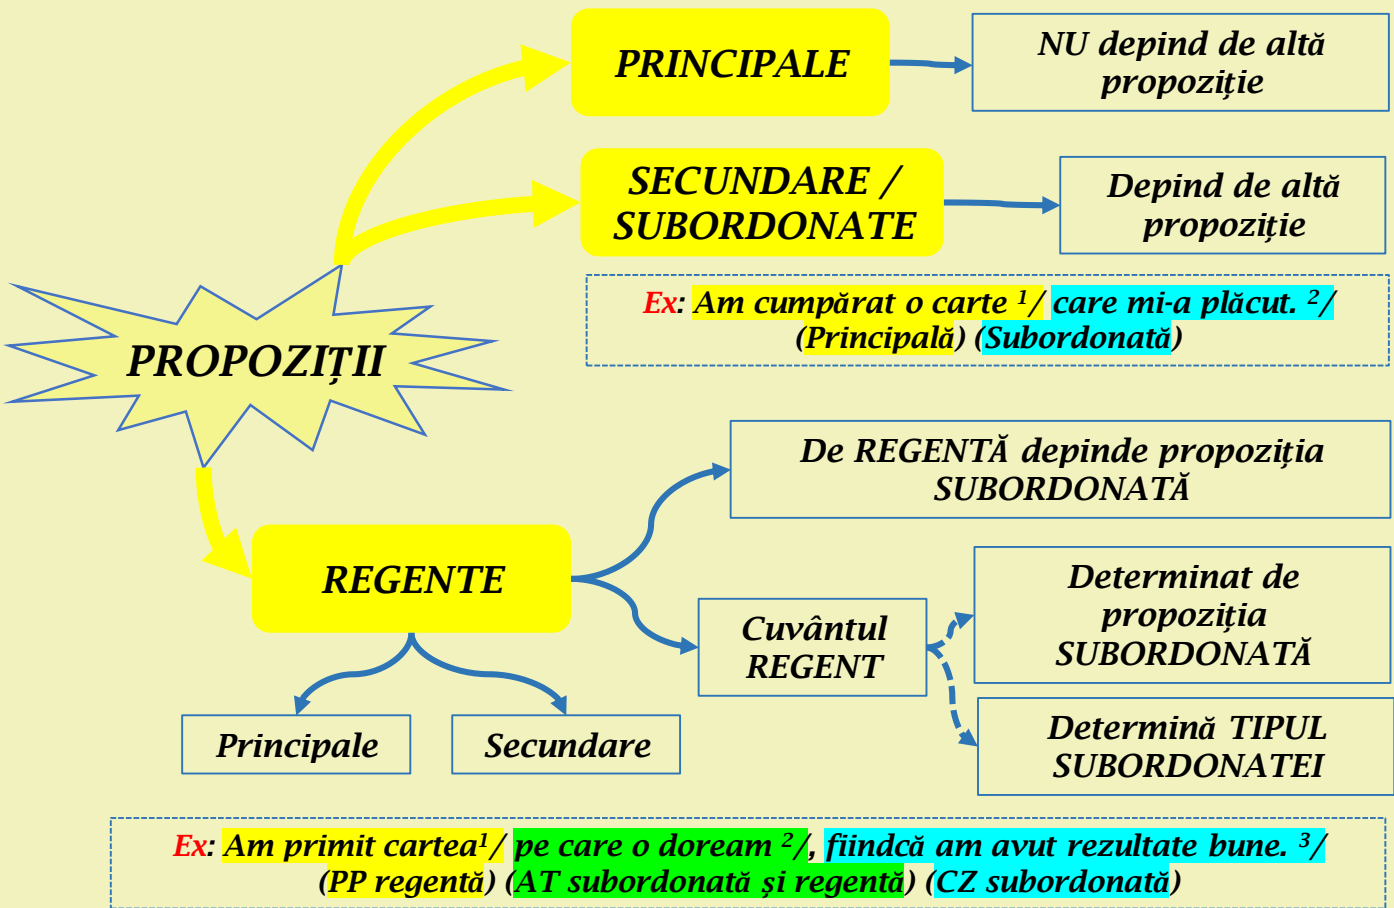 PRINCIPALE
NU depind de altă
propoziție
SECUNDARE /
SUBORDONATE
Depind de altă
propoziție
Ex: Am cumpărat o carte ¹/ care mi-a plăcut. ²/
(Principală) (Subordonată)
PROPOZIȚII
De REGENTĂ depinde propoziția
SUBORDONATĂ
REGENTE
Cuvântul
REGENT
Determinat de
propoziția
SUBORDONATĂ
Determină TIPUL
SUBORDONATEI
Principale
Secundare
Ex: Am primit cartea¹/ pe care o doream ²/, fiindcă am avut rezultate bune. ³/
(PP regentă) (AT subordonată și regentă) (CZ subordonată)